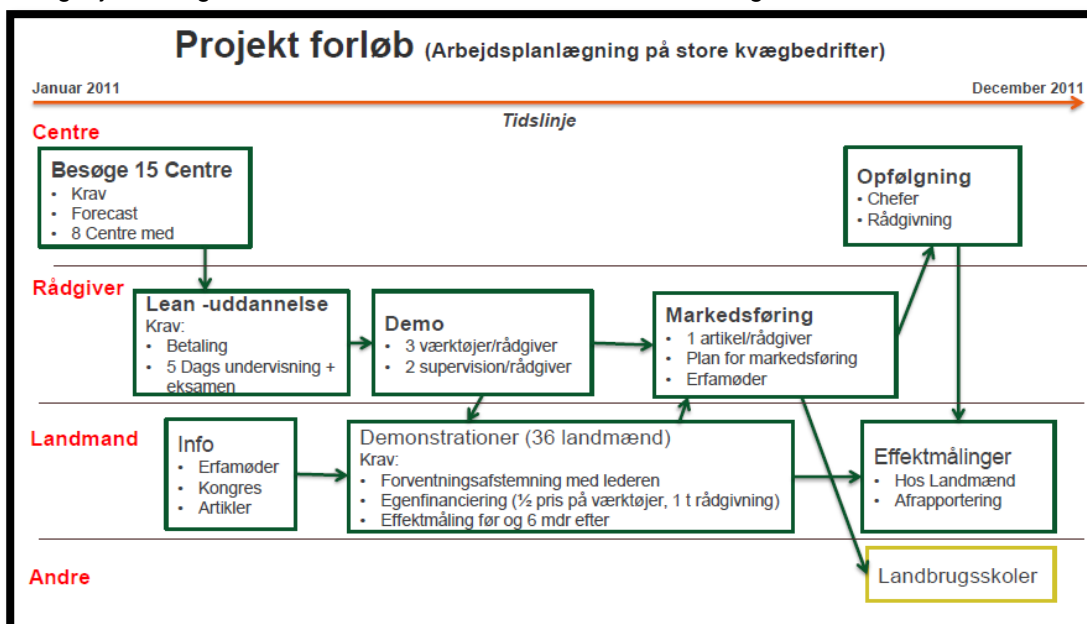 Projekt forløb (Arbejdsplanlægning på store kvægbedrifter)
Januar 2011
December 2011
Tidslinje
Centre
Besøge 15 Centre
• Krav
• Forecast
• 8 Centre med
Opfølgning
• Chefer
• Rådgivning
Rådgiver
Lean -uddannelse
Krav:
• Betaling
• 5 Dags undervisning +
eksamen
Demo
• 3 værktøjer/rådgiver
• 2 supervision/rådgiver
Markedsføring
• 1 artikel/rådgiver
• Plan for markedsføring
• Erfamøder
Landmand
Info
• Erfamøder
• Kongres
• Artikler
Demonstrationer (36 landmænd)
Krav:
• Forventningsafstemning med lederen
• Egenfinanciering (½ pris på værktøjer, 1 t rådgivning)
• Effektmåling før og 6 mdr efter
Effektmålinger
• Hos Landmænd
• Afrapportering
Andre
Landbrugsskoler